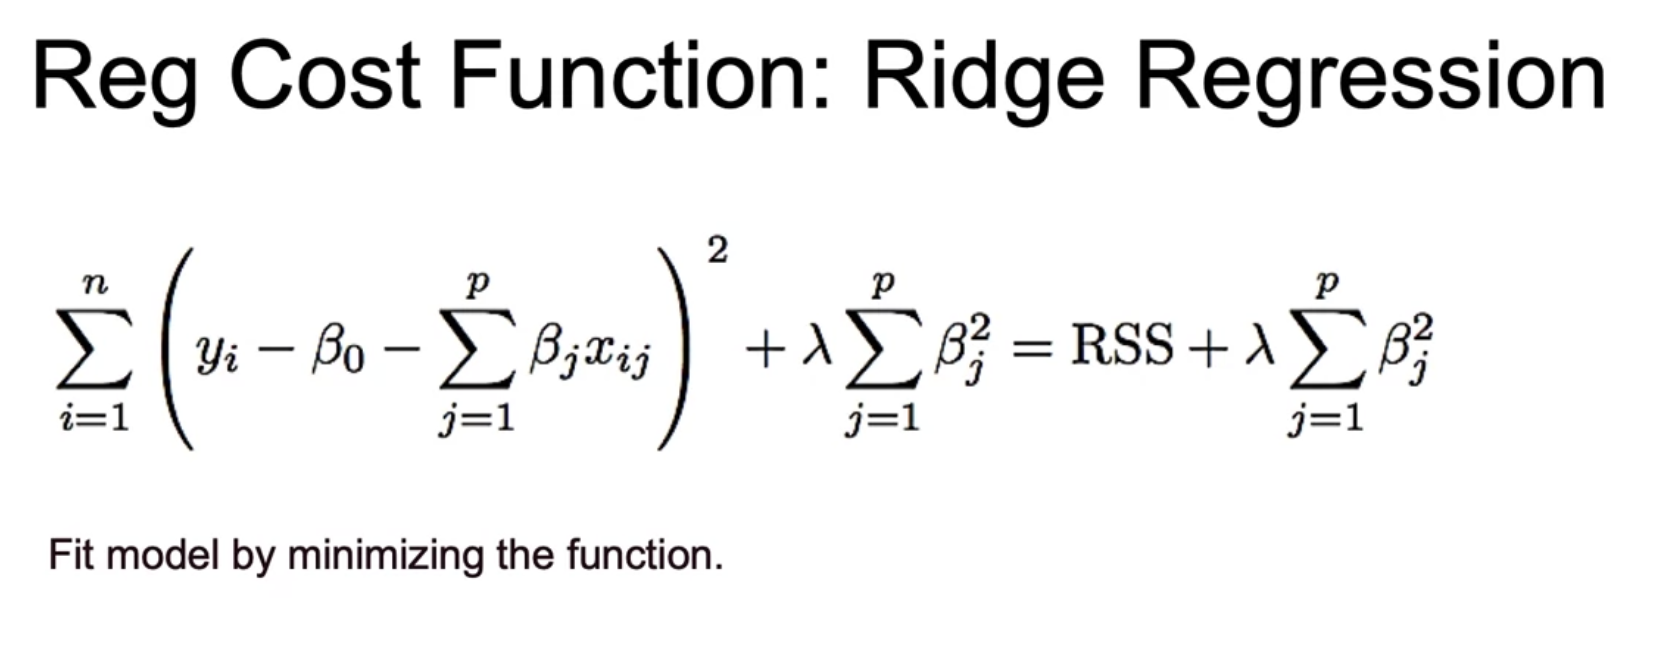 Reg Cost Function: Ridge Regression
\sum_{i=1}^{n} \left( y_i - \beta_0 - \sum_{j=1}^{p} \beta_j x_{ij} \right)^2 + \lambda \sum_{j=1}^{p} \beta_j^2 = \text{RSS} + \lambda \sum_{j=1}^{p} \beta_j^2
Fit model by minimizing the function.